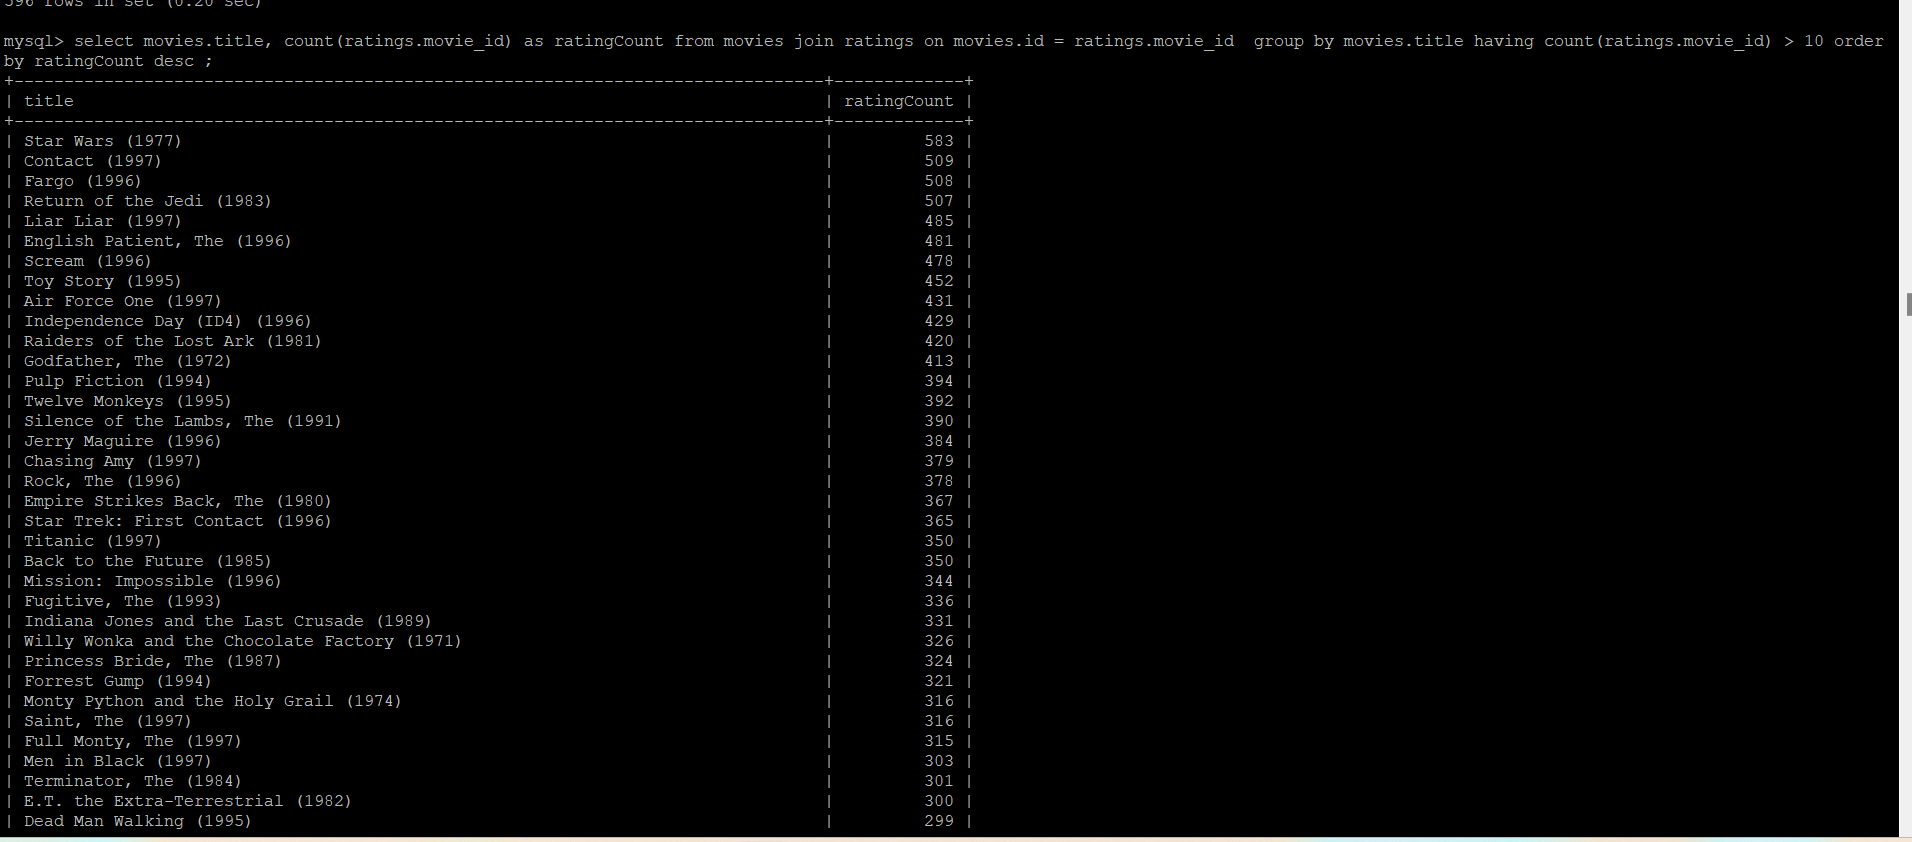 596 rows in set (0.20 sec)
mysql> select movies.title, count(ratings.movie_id) as ratingCount from movies join ratings on movies.id = ratings.movie_id  group by movies.title having count(ratings.movie_id) > 10 order
by ratingCount desc ;
+---------------------------------------------------------------------------------+-------------+
| title                                                                           | ratingCount |
+---------------------------------------------------------------------------------+-------------+
| Star Wars (1977)                                                                |         583 |
| Contact (1997)                                                                  |         509 |
| Fargo (1996)                                                                    |         508 |
| Return of the Jedi (1983)                                                       |         507 |
| Liar Liar (1997)                                                                |         485 |
| English Patient, The (1996)                                                     |         481 |
| Scream (1996)                                                                   |         478 |
| Toy Story (1995)                                                                |         452 |
| Air Force One (1997)                                                            |         431 |
| Independence Day (ID4) (1996)                                                   |         429 |
| Raiders of the Lost Ark (1981)                                                  |         420 |
| Godfather, The (1972)                                                           |         413 |
| Pulp Fiction (1994)                                                             |         394 |
| Twelve Monkeys (1995)                                                           |         392 |
| Silence of the Lambs, The (1991)                                                |         390 |
| Jerry Maguire (1996)                                                            |         384 |
| Chasing Amy (1997)                                                              |         379 |
| Rock, The (1996)                                                                |         378 |
| Empire Strikes Back, The (1980)                                                 |         367 |
| Star Trek: First Contact (1996)                                                 |         365 |
| Titanic (1997)                                                                  |         350 |
| Back to the Future (1985)                                                       |         350 |
| Mission: Impossible (1996)                                                      |         344 |
| Fugitive, The (1993)                                                            |         336 |
| Indiana Jones and the Last Crusade (1989)                                       |         331 |
| Willy Wonka and the Chocolate Factory (1971)                                    |         326 |
| Princess Bride, The (1987)                                                      |         324 |
| Forrest Gump (1994)                                                             |         321 |
| Monty Python and the Holy Grail (1974)                                          |         316 |
| Saint, The (1997)                                                               |         316 |
| Full Monty, The (1997)                                                          |         315 |
| Men in Black (1997)                                                             |         303 |
| Terminator, The (1984)                                                          |         301 |
| E.T. the Extra-Terrestrial (1982)                                               |         300 |
| Dead Man Walking (1995)                                                         |         299 |